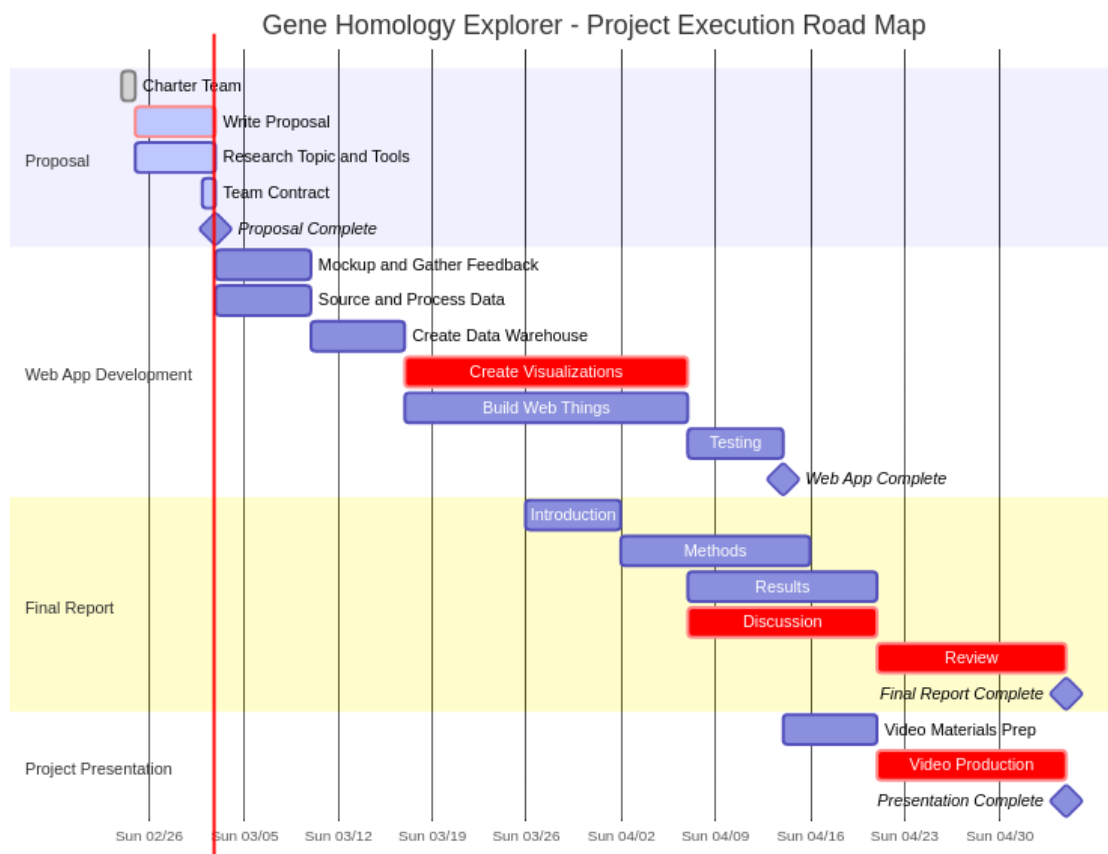 Gene Homology Explorer - Project Execution Road Map
Proposal
Charter Team
Write Proposal
Research Topic and Tools
Team Contract
Proposal Complete
Web App Development
Mockup and Gather Feedback
Source and Process Data
Create Data Warehouse
Create Visualizations
Build Web Things
Testing
Web App Complete
Final Report
Introduction
Methods
Results
Discussion
Review
Final Report Complete
Project Presentation
Video Materials Prep
Video Production
Presentation Complete
Sun 02/26 Sun 03/05 Sun 03/12 Sun 03/19 Sun 03/26 Sun 04/02 Sun 04/09 Sun 04/16 Sun 04/23 Sun 04/30